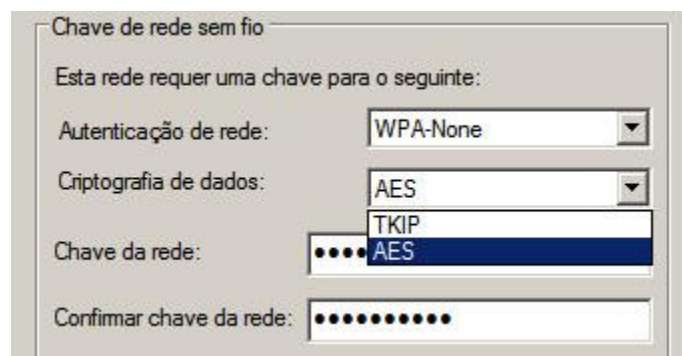 Chave de rede sem fio
Esta rede requer uma chave para o seguinte:
Autenticação de rede: WPA-None
Criptografia de dados: AES
TKIP
Chave da rede: •••• AES
Confirmar chave da rede: ••••••••••